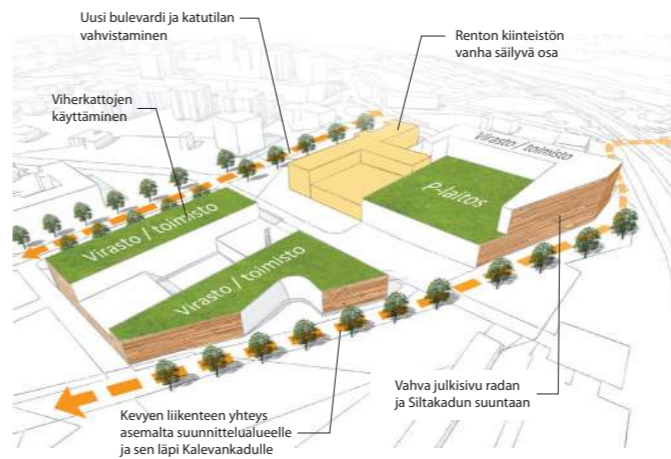 Uusi bulevardi ja katutilan
vahvistaminen
Renton kiinteistön
vanha säilyvä osa
Viherkattojen
käyttäminen
Virasto / toimisto
P-laitos
Virasto / toimisto
Virasto / toimisto
Vahva julkisivu radan
ja Siltakadun suuntaan
Kevyen liikenteen yhteys
asemalta suunnittelualueelle
ja sen läpi Kalevankadulle